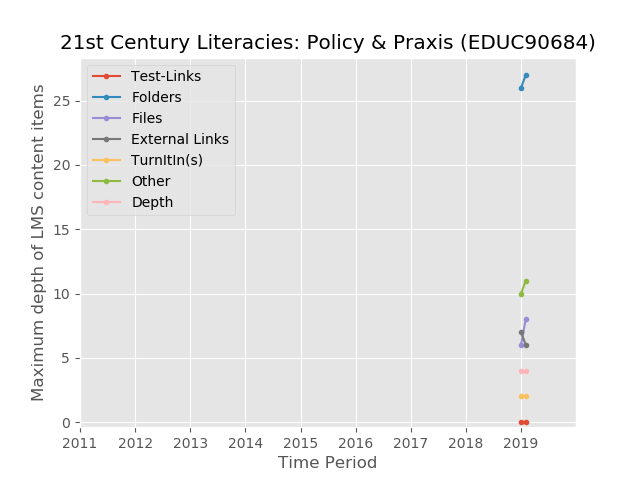 21st Century Literacies: Policy & Praxis (EDUC90684)
Test-Links
Folders
Files
External Links
TurnItIn(s)
Other
Depth
Maximum depth of LMS content items
25
20
15
10
5
0
2011 2012 2013 2014 2015 2016 2017 2018 2019
Time Period